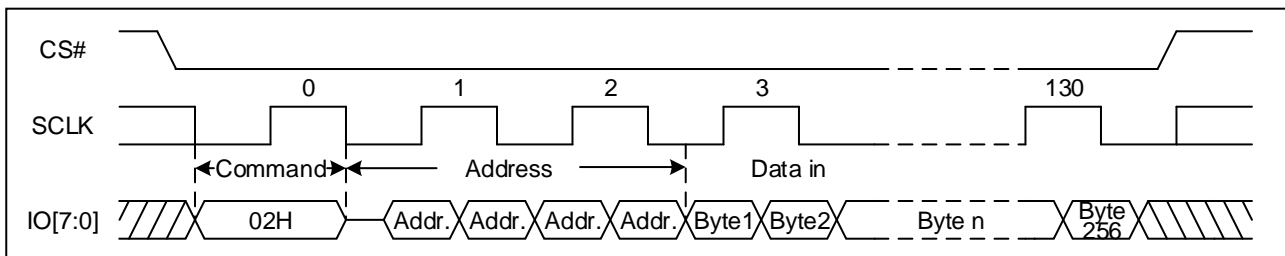 CS#
0 1 2 3 130
SCLK
Command Address Data in
IO[7:0] 02H Addr. Addr. Addr. Addr. Byte1 Byte2 Byte n Byte
256